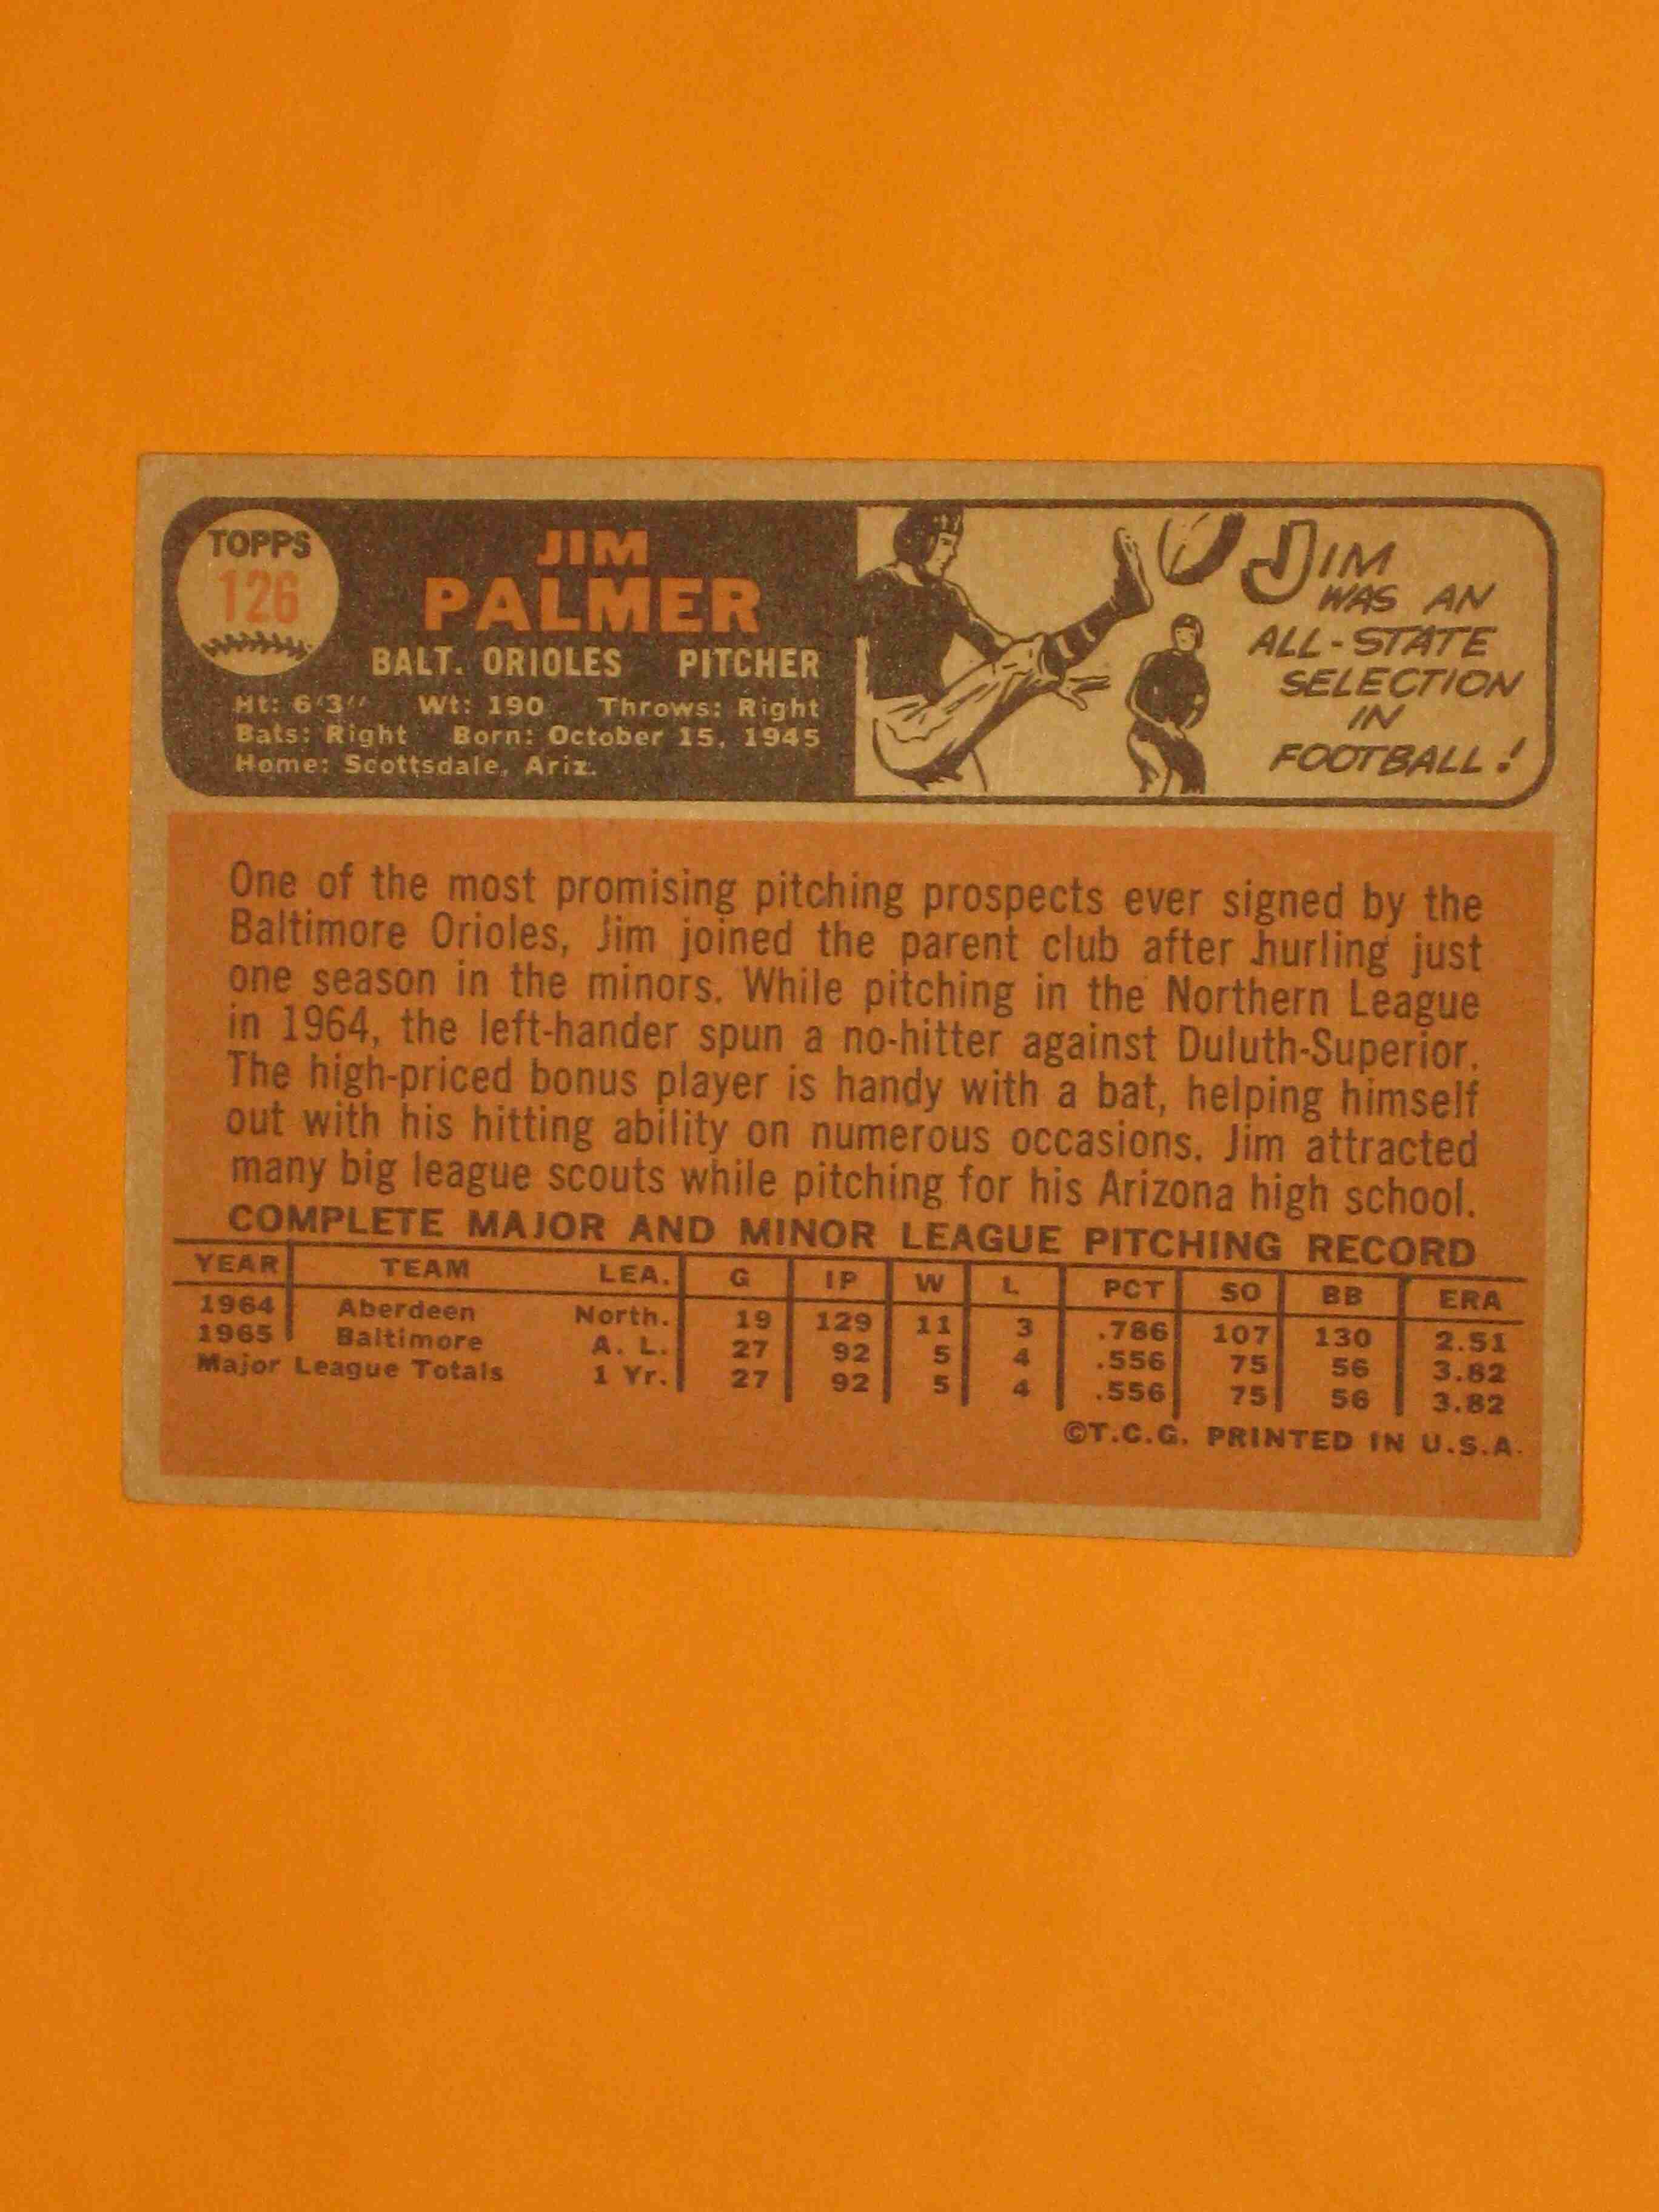 TOPPS
126
JIM
PALMER
BALT. ORIOLES PITCHER
Ht: 6'3" Wt: 190 Throws: Right
Bats: Right Born: October 15, 1945
Home: Scottsdale, Ariz.
JIM
WAS AN
ALL-STATE
SELECTION
IN
FOOTBALL!
One of the most promising pitching prospects ever signed by the
Baltimore Orioles, Jim joined the parent club after hurling just
one season in the minors. While pitching in the Northern League
in 1964, the left-hander spun a no-hitter against Duluth-Superior.
The high-priced bonus player is handy with a bat, helping himself
out with his hitting ability on numerous occasions. Jim attracted
many big league scouts while pitching for his Arizona high school.
COMPLETE MAJOR AND MINOR LEAGUE PITCHING RECORD
YEAR TEAM LEA. G IP W L PCT SO BB ERA
1964 Aberdeen North. 19 129 11 3 .786 107 130 2.51
1965 Baltimore A. L. 27 92 5 4 .556 75 56 3.82
Major League Totals 1 Yr. 27 92 5 4 .556 75 56 3.82
©T.C.G. PRINTED IN U.S.A.